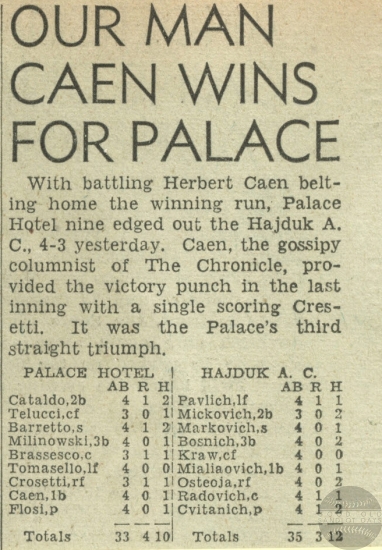 OUR MAN
CAEN WINS
FOR PALACE
With battling Herbert Caen belt-
ing home the winning run, Palace
Hotel nine edged out the Hajduk A.
C., 4-3 yesterday. Caen, the gossipy
columnist of The Chronicle, pro-
vided the victory punch in the last
inning with a single scoring Cres-
etti. It was the Palace's third
straight triumph.
PALACE HOTEL | HAJDUK A. C.
AB R H AB R H
Cataldo,2b 4 1 2 Pavlich,lf 4 1 1
Telucci,cf 3 0 1 Mickovich,2b 3 0 2
Barretto,s 4 1 2 Markovich,s 4 0 1
Milinowski,3b 4 0 1 Bosnich,3b 4 0 2
Brassesco,c 3 1 1 Kraw,cf 4 0 0
Tomasello,lf 4 0 0 Mialiaovich,1b 4 0 1
Crosetti,rf 3 1 1 Osteoja,rf 4 0 2
Caen,1b 4 0 1 Radovich,c 4 1 1
Flosi,p 4 0 1 Cvitanich,p 4 1 2
Totals 33 4 10 Totals 35 3 12